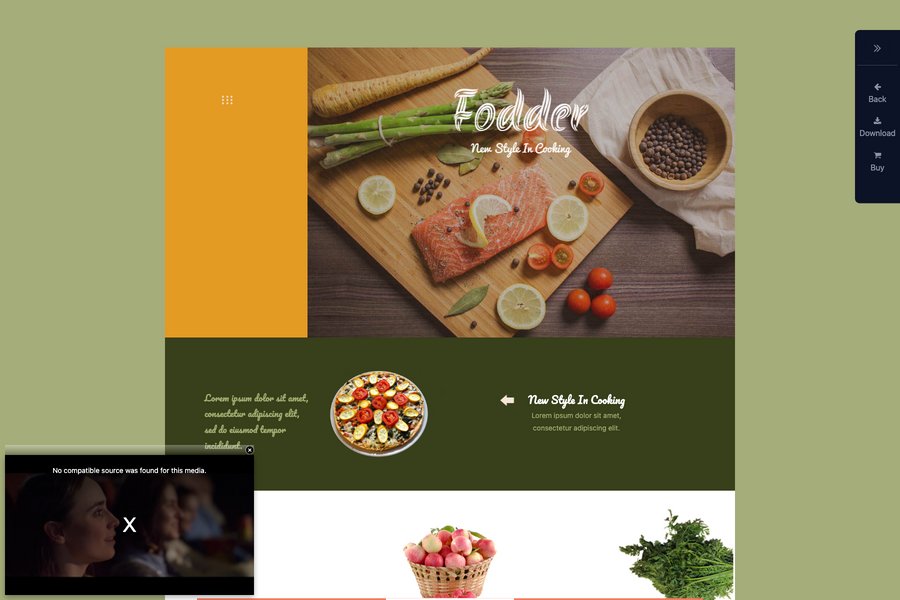 Fodder
New Style In Cooking
Back
Download
Buy
Lorem ipsum dolor sit amet,
consectetur adipiscing elit,
sed do eiusmod tempor
incididunt.
New Style In Cooking
Lorem ipsum dolor sit amet,
consectetur adipiscing elit.
No compatible source was found for this media.
X